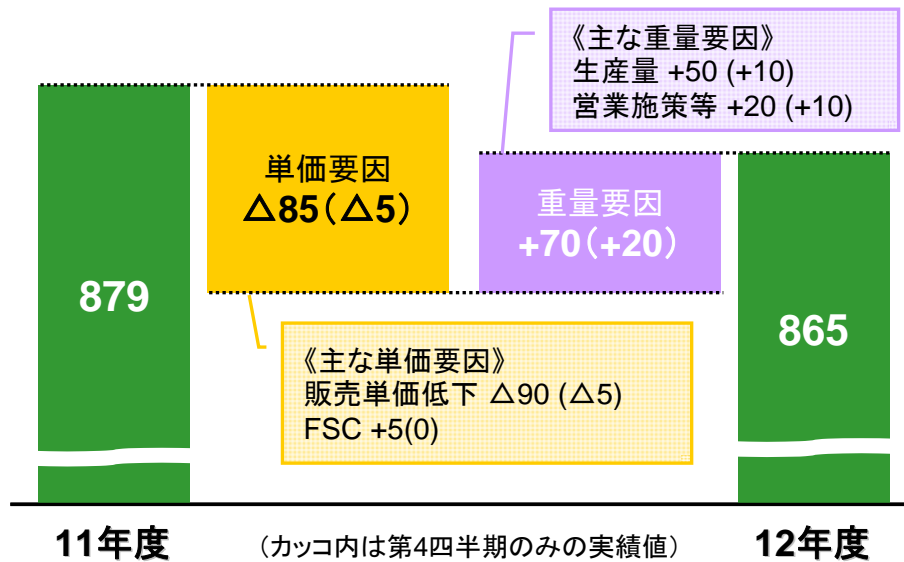 《主な重量要因》
生産量 +50 (+10)
営業施策等 +20 (+10)
単価要因
△85(△5)
重量要因
+70(+20)
879
865
《主な単価要因》
販売単価低下 △90 (△5)
FSC +5(0)
11年度
(カッコ内は第4四半期のみの実績値)
12年度